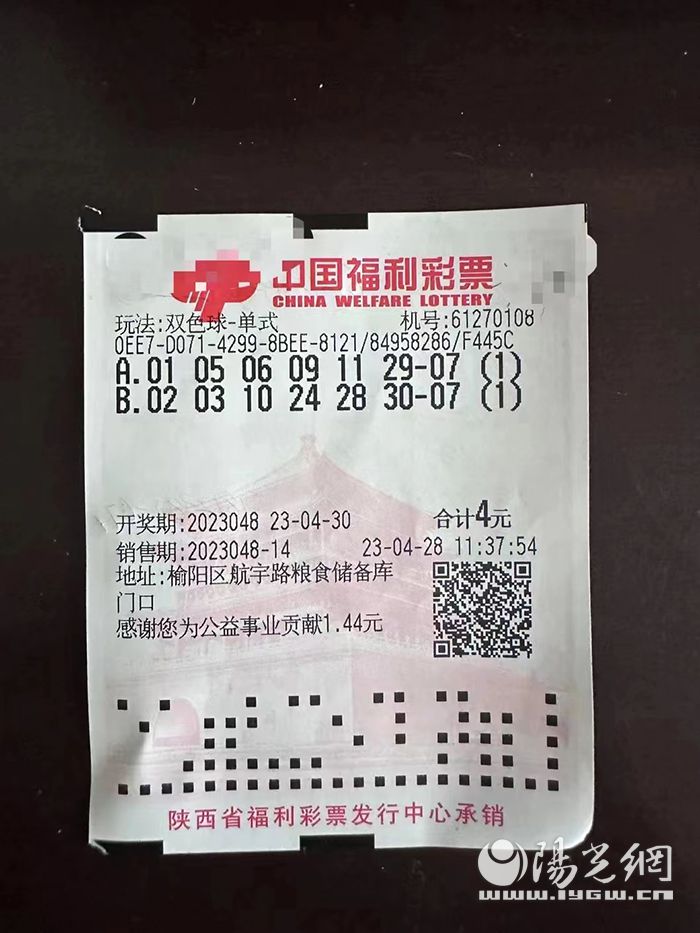 中国福利彩票
CHINA WELFARE LOTTERY
玩法:双色球-单式 机号:61270108
0EE7-D071-4299-8BEE-8121/84958286/F445C
A.01 05 06 09 11 29-07 (1)
B.02 03 10 24 28 30-07 (1)
开奖期:2023048 23-04-30 合计4元
销售期:2023048-14 23-04-28 11:37:54
地址:榆阳区航宇路粮食储备库
门口
感谢您为公益事业贡献1.44元
陕西省福利彩票发行中心承销
陽光網
www.iygw.cn